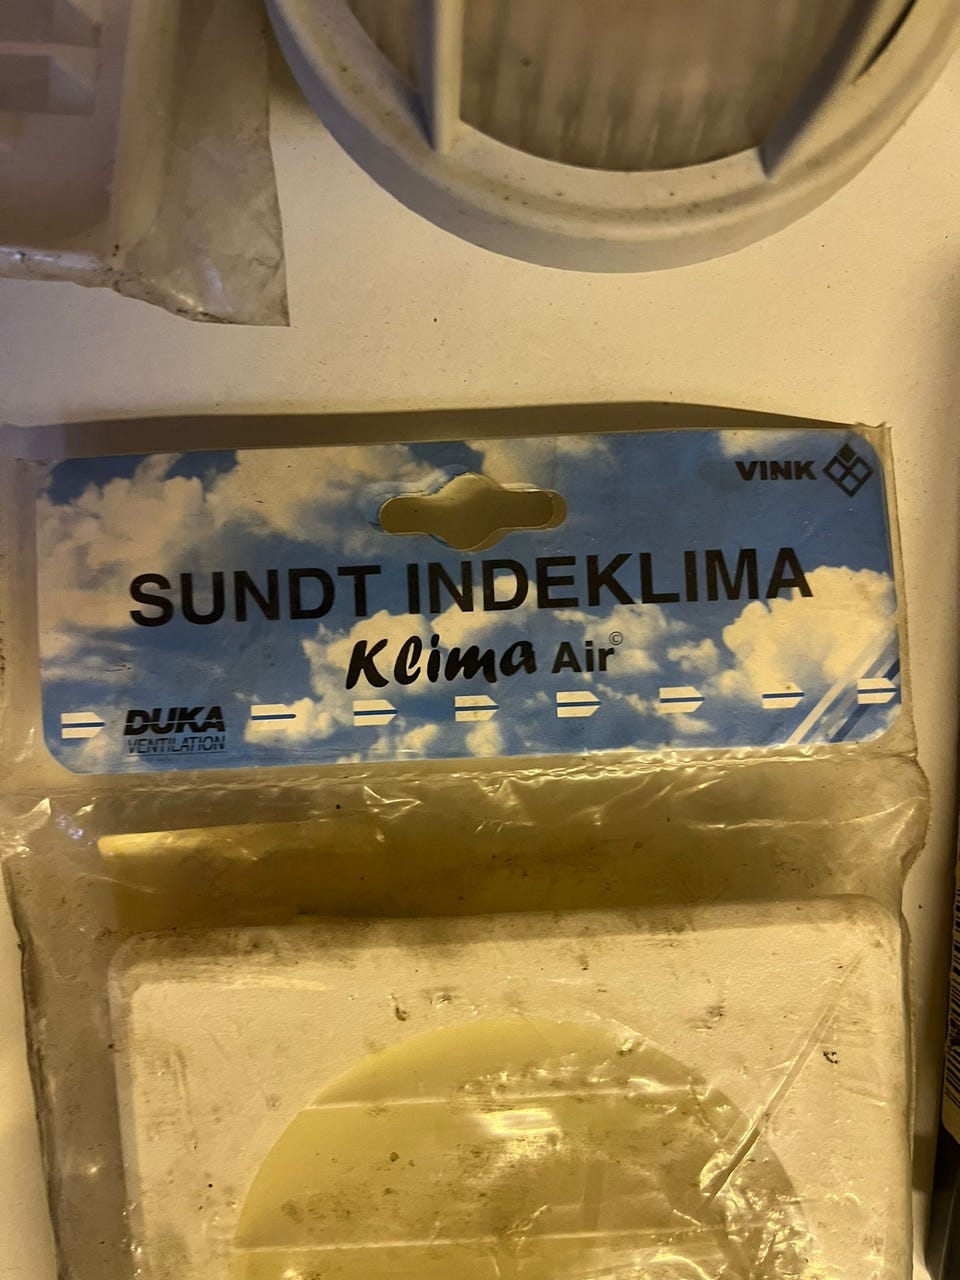 VINK
SUNDT INDEKLIMA
Klima Air©
DUKA
VENTILATION